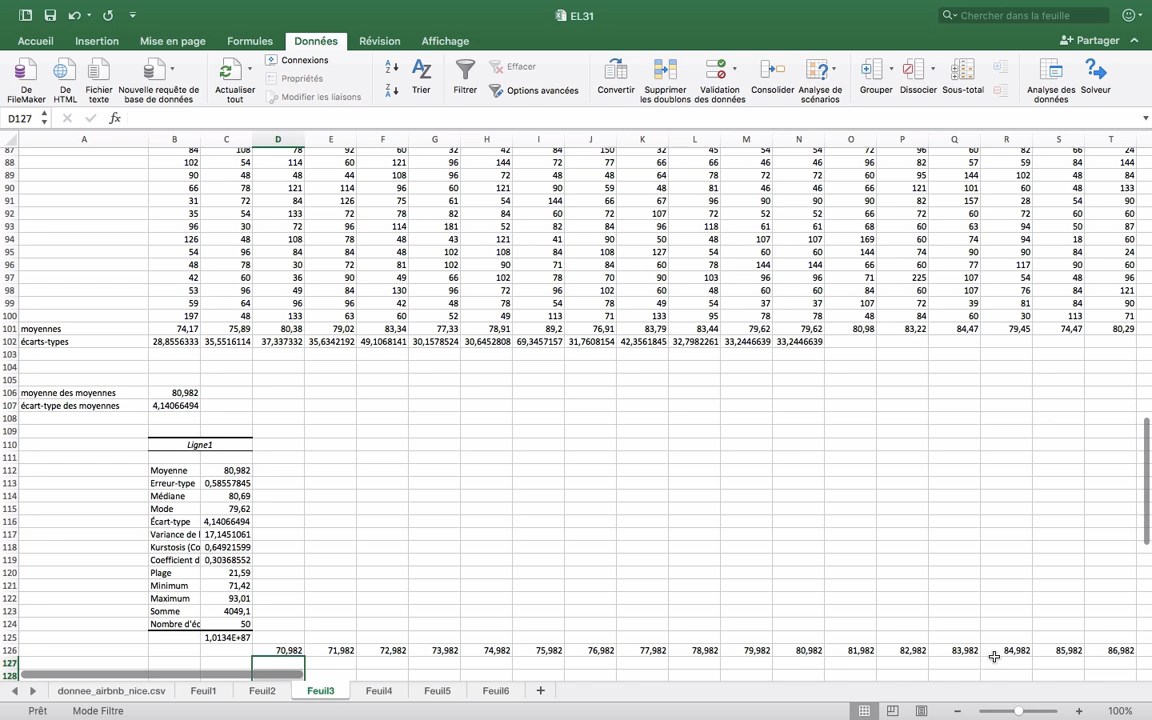 EL31
Chercher dans la feuille
Accueil Insertion Mise en page Formules Données Révision Affichage
Partager
De FileMaker
De HTML
Fichier texte
Nouvelle requête de base de données
Actualiser tout
Connexions
Propriétés
Modifier les liaisons
Trier
Filtrer
Effacer
Options avancées
Convertir
Supprimer les doublons
Validation des données
Consolider
Analyse de scénarios
Grouper
Dissocier
Sous-total
Analyse des données
Solveur
D127 fx
A B C D E F G H I J K L M N O P Q R S T
87 84 108 78 92 60 32 42 84 150 32 45 54 54 72 96 60 82 66 24
88 102 54 114 60 121 96 144 72 77 66 66 46 46 96 82 57 59 84 144
89 90 48 48 44 108 96 72 48 48 64 78 72 72 60 95 144 102 48 84
90 66 78 121 114 96 60 121 90 59 48 81 46 46 66 121 101 60 48 133
91 31 72 84 126 75 61 54 144 66 67 96 90 90 90 82 157 28 54 90
92 35 54 133 72 78 82 84 60 72 107 72 52 52 66 72 60 72 60 60
93 96 30 72 96 114 181 52 82 84 96 118 61 61 68 60 63 94 50 87
94 126 48 108 78 48 43 121 41 90 50 48 107 107 169 60 74 94 18 60
95 54 96 84 84 48 102 108 84 108 127 54 60 60 144 74 90 90 84 24
96 48 78 30 72 81 102 90 71 84 60 78 144 144 66 60 77 117 90 60
97 42 60 36 90 49 66 102 78 70 90 103 96 96 71 225 107 54 48 96
98 53 96 49 84 130 96 72 96 102 60 48 60 60 84 60 107 76 84 121
99 59 64 96 96 42 48 78 54 78 49 54 37 37 107 72 39 81 84 90
100 197 48 133 63 60 52 49 113 71 133 95 78 78 48 84 60 30 113 71
101 moyennes 74,17 75,89 80,38 79,02 83,34 77,33 78,91 89,2 76,91 83,79 83,44 79,62 79,62 80,98 83,22 84,47 79,45 74,47 80,29
102 écarts-types 28,8556333 35,5516114 37,337332 35,6342192 49,1068141 30,1578524 30,6452808 69,3457157 31,7608154 42,3561845 32,7982261 33,2446639 33,2446639
103
104
105
106 moyenne des moyennes 80,982
107 écart-type des moyennes 4,14066494
108
109
110 Ligne1
111
112 Moyenne 80,982
113 Erreur-type 0,58557845
114 Médiane 80,69
115 Mode 79,62
116 Écart-type 4,14066494
117 Variance de l 17,1451061
118 Kurstosis (Co 0,64921599
119 Coefficient d 0,30368552
120 Plage 21,59
121 Minimum 71,42
122 Maximum 93,01
123 Somme 4049,1
124 Nombre d'éc 50
125 1,0134E+87
126 70,982 71,982 72,982 73,982 74,982 75,982 76,982 77,982 78,982 79,982 80,982 81,982 82,982 83,982 84,982 85,982 86,982
127
128
donnee_airbnb_nice.csv Feuil1 Feuil2 Feuil3 Feuil4 Feuil5 Feuil6 +
Prêt Mode Filtre 100%